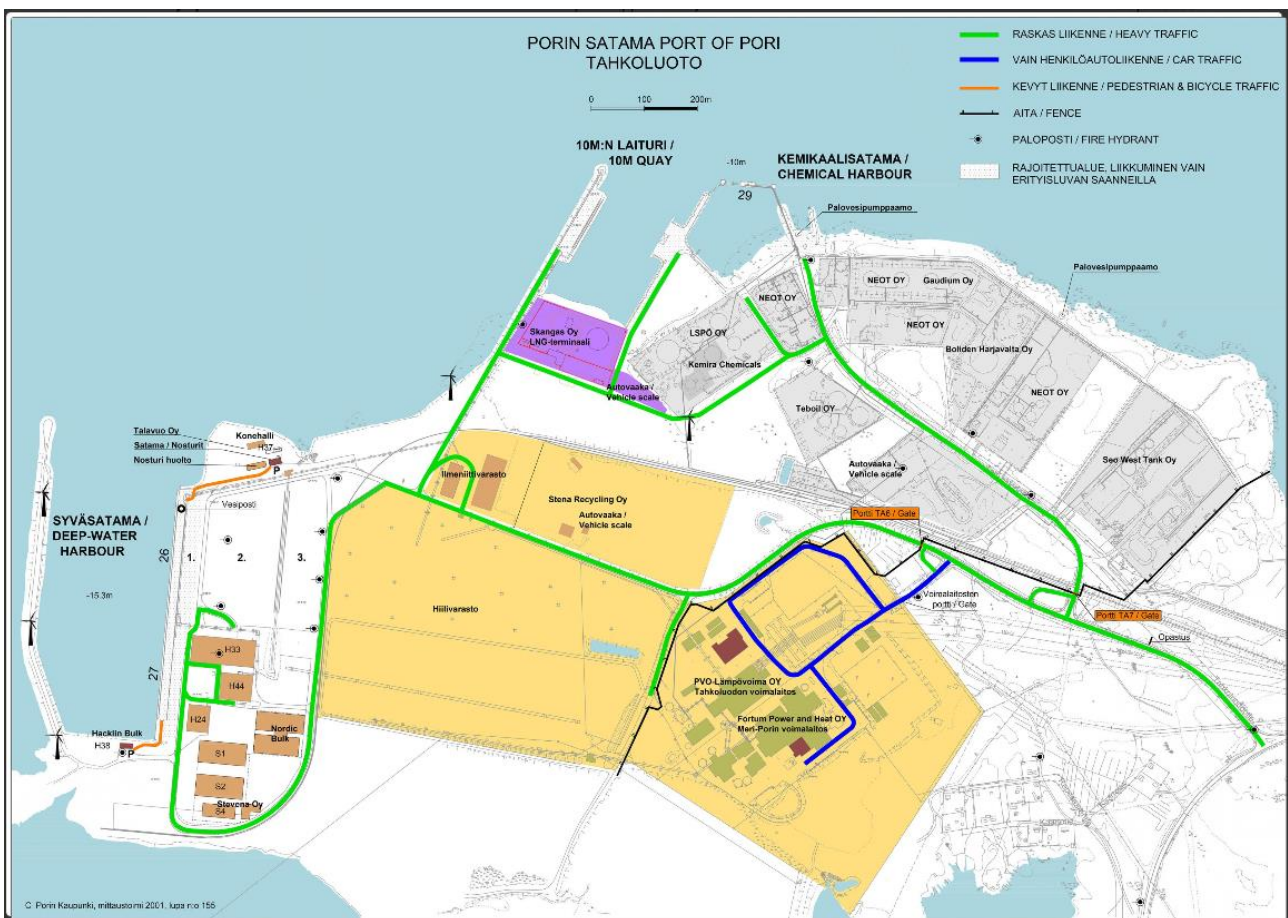 PORIN SATAMA PORT OF PORI
TAHKOLUOTO
0 100 200m
RASKAS LIIKENNE / HEAVY TRAFFIC
VAIN HENKILÖAUTOLIIKENNE / CAR TRAFFIC
KEVYT LIIKENNE / PEDESTRIAN & BICYCLE TRAFFIC
AITA / FENCE
PALOPOSTI / FIRE HYDRANT
RAJOITETTUALUE, LIIKKUMINEN VAIN
ERITYISLUVAN SAANNEILLA
10M:N LAITURI /
10M QUAY
-10m
29
KEMIKAALISATAMA /
CHEMICAL HARBOUR
Palovesipumppaamo
Palovesipumppaamo
NEOT OY
NEOT OY
Gaudium Oy
NEOT OY
LSPÖ OY
Kemira Chemicals
Boliden Harjavalta Oy
NEOT OY
Skangas Oy
LNG-terminaali
Autovaaka /
Vehicle scale
Teboil OY
Autovaaka /
Vehicle scale
Seo West Tank Oy
Talavuo Oy
Satama / Nosturit
Nosturi huolto
Konehalli
H37
P
Vesiposti
Ilmeniittivarasto
Stena Recycling Oy
Autovaaka /
Vehicle scale
Portti TA6 / Gate
SYVÄSATAMA /
DEEP-WATER
HARBOUR
26
-15.3m
1.
2.
3.
Hiilivarasto
Voimalaitosten
portti / Gate
Portti TA7 / Gate
Opastus
27
H33
H44
H24
Nordic
Bulk
S1
S2
S4
Stevena Oy
Hacklin Bulk
H38
P
PVO-Lämpövoima OY
Tahkoluodon voimalaitos
Fortum Power and Heat OY
Meri-Porin voimalaitos
C Porin Kaupunki, mittaustoimi 2001, lupa n:o 155